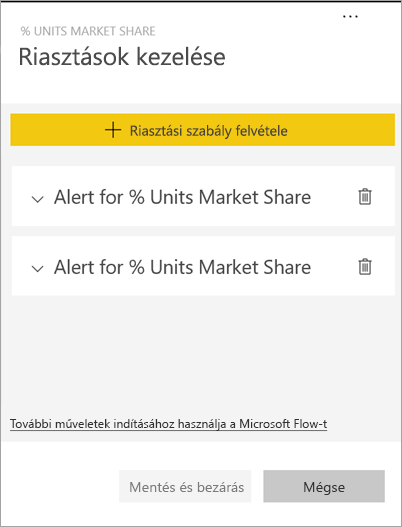 % UNITS MARKET SHARE
Riasztások kezelése
Riasztási szabály felvétele
Alert for % Units Market Share
Alert for % Units Market Share
További műveletek indításához használja a Microsoft Flow-t
Mentés és bezárás
Mégse